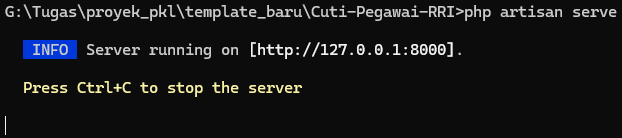 G:\Tugas\proyek_pkl\template_baru\Cuti-Pegawai-RRI>php artisan serve
INFO Server running on [http://127.0.0.1:8000].
Press Ctrl+C to stop the server